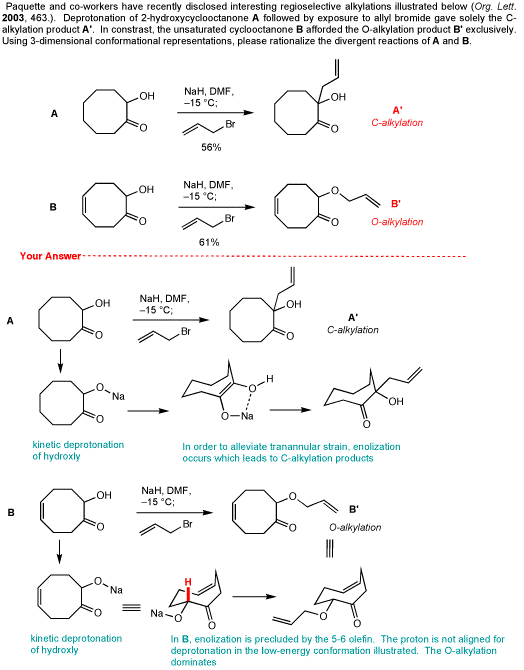 Paquette and co-workers have recently disclosed interesting regioselective alkylations illustrated below (Org. Lett.
2003, 463.). Deprotonation of 2-hydroxycyclooctanone A followed by exposure to allyl bromide gave solely the C-
alkylation product A'. In constrast, the unsaturated cyclooctanone B afforded the O-alkylation product B' exclusively.
Using 3-dimensional conformational representations, please rationalize the divergent reactions of A and B.
A
OH
O
NaH, DMF,
–15 °C;
Br
56%
OH
O
A'
C-alkylation
B
OH
O
NaH, DMF,
–15 °C;
Br
61%
O
O
B'
O-alkylation
Your Answer
A
OH
O
NaH, DMF,
–15 °C;
Br
OH
O
A'
C-alkylation
O
Na
O
kinetic deprotonation
of hydroxly
H
O
O
Na
In order to alleviate tranannular strain, enolization
occurs which leads to C-alkylation products
OH
O
B
OH
O
NaH, DMF,
–15 °C;
Br
O
O
B'
O-alkylation
O
Na
O
kinetic deprotonation
of hydroxly
H
O
Na
O
In B, enolization is precluded by the 5-6 olefin. The proton is not aligned for
deprotonation in the low-energy conformation illustrated. The O-alkylation
dominates
O
O